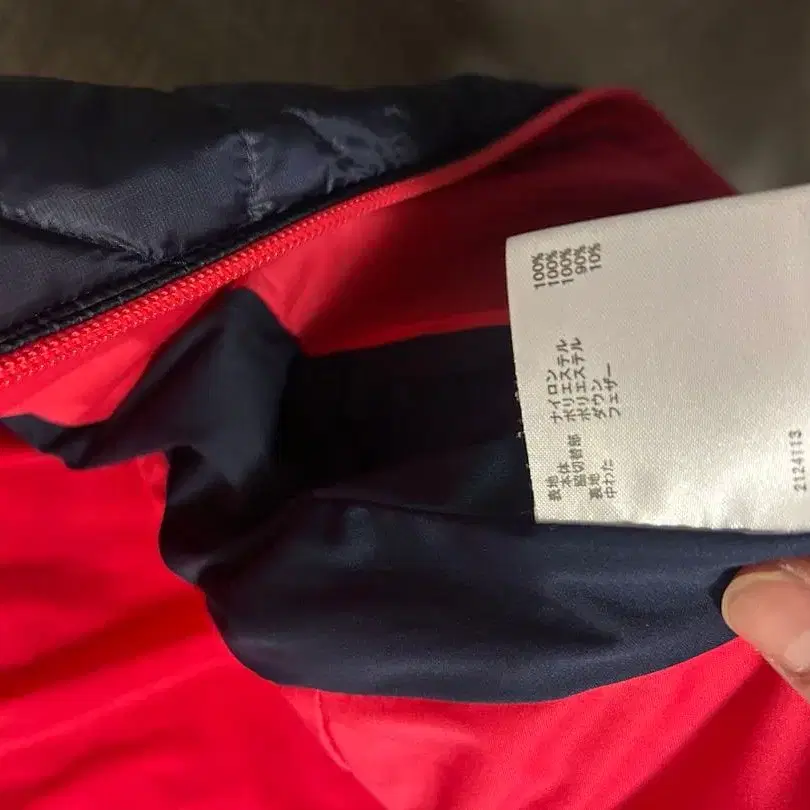 表地
本体 ナイロン 100%
脇切替部 ポリエステル 100%
裏地 ポリエステル 100%
中わた ダウン 90%
フェザー 10%
2124113